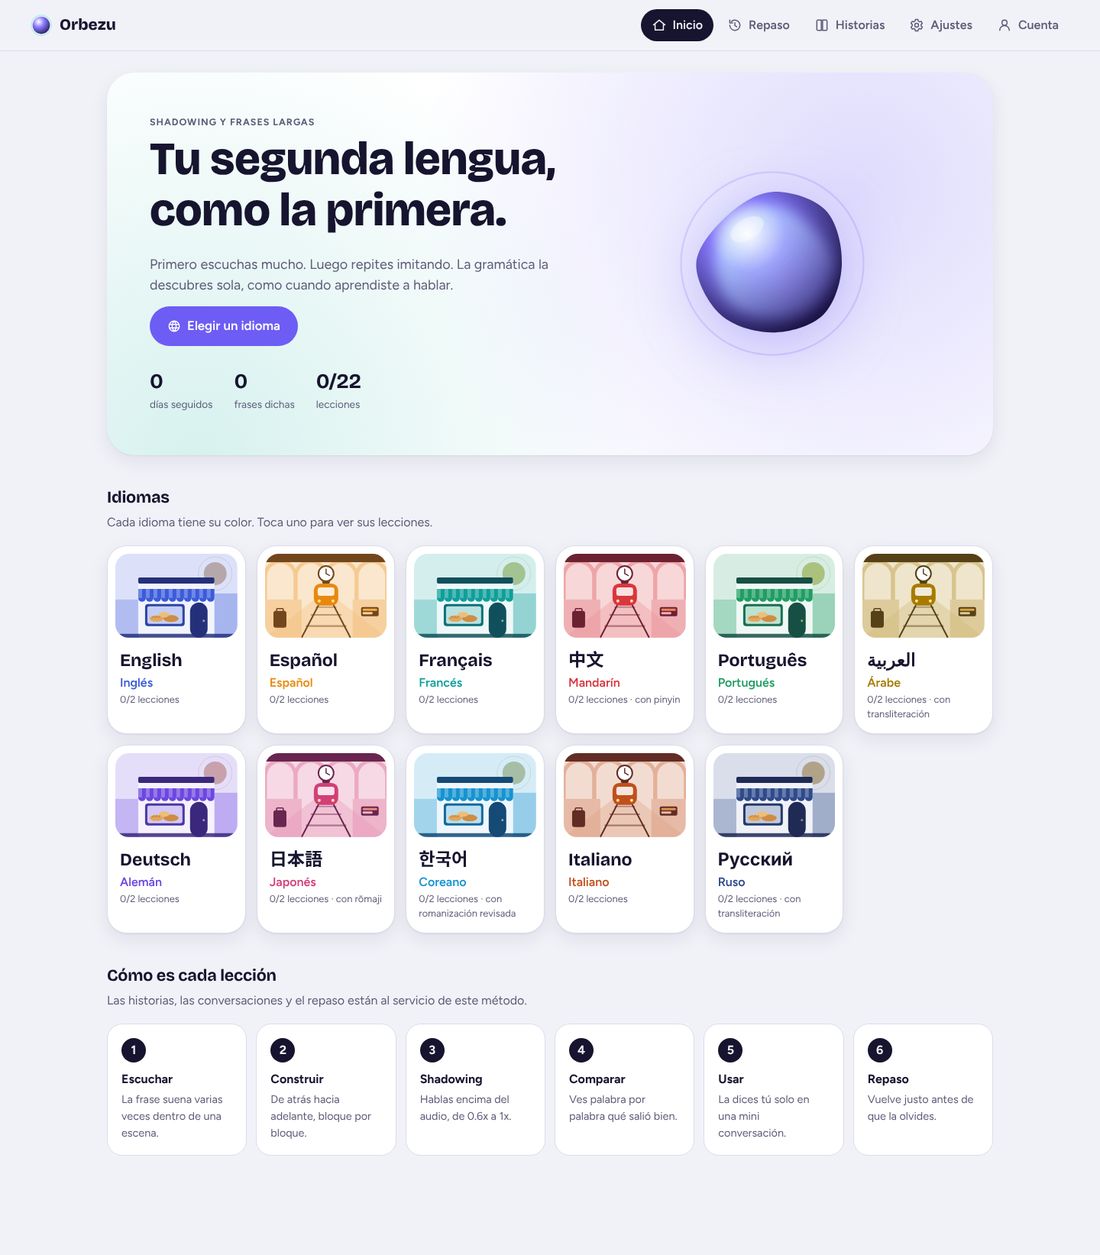 Orbezu
Inicio
Repaso
Historias
Ajustes
Cuenta
SHADOWING Y FRASES LARGAS
Tu segunda lengua,
como la primera.
Primero escuchas mucho. Luego repites imitando. La gramática la
descubres sola, como cuando aprendiste a hablar.
Elegir un idioma
0
días seguidos
0
frases dichas
0/22
lecciones
Idiomas
Cada idioma tiene su color. Toca uno para ver sus lecciones.
English
Inglés
0/2 lecciones
Español
Español
0/2 lecciones
Français
Francés
0/2 lecciones
中文
Mandarín
0/2 lecciones · con pinyin
Português
Portugués
0/2 lecciones
العربية
Árabe
0/2 lecciones · con
transliteración
Deutsch
Alemán
0/2 lecciones
日本語
Japonés
0/2 lecciones · con rōmaji
한국어
Coreano
0/2 lecciones · con
romanización revisada
Italiano
Italiano
0/2 lecciones
Русский
Ruso
0/2 lecciones · con
transliteración
Cómo es cada lección
Las historias, las conversaciones y el repaso están al servicio de este método.
1
Escuchar
La frase suena varias
veces dentro de una
escena.
2
Construir
De atrás hacia
adelante, bloque por
bloque.
3
Shadowing
Hablas encima del
audio, de 0.6x a 1x.
4
Comparar
Ves palabra por
palabra qué salió bien.
5
Usar
La dices tú solo en
una mini
conversación.
6
Repaso
Vuelve justo antes de
que la olvides.